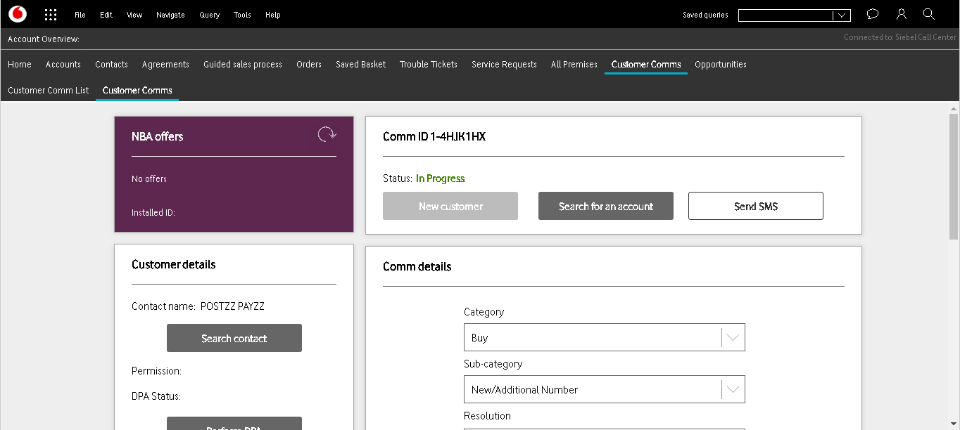 File Edit View Navigate Query Tools Help Saved queries
Account Overview: Connected to: Siebel Call Center
Home Accounts Contacts Agreements Guided sales process Orders Saved Basket Trouble Tickets Service Requests All Premises Customer Comms Opportunities
Customer Comm List Customer Comms
NBA offers
No offers
Installed ID:
Comm ID 1-4HJK1HX
Status: In Progress
New customer Search for an account Send SMS
Customer details
Contact name: POSTZZ PAYZZ
Search contact
Permission:
DPA Status:
Perform DPA
Comm details
Category
Buy
Sub-category
New/Additional Number
Resolution